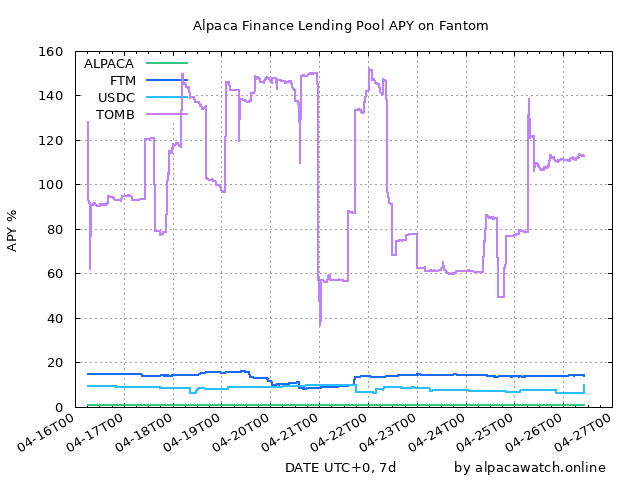 Alpaca Finance Lending Pool APY on Fantom
160
140
120
100
80
60
40
20
0
APY %
ALPACA
FTM
USDC
TOMB
04-16T00
04-17T00
04-18T00
04-19T00
04-20T00
04-21T00
04-22T00
04-23T00
04-24T00
04-25T00
04-26T00
04-27T00
DATE UTC+0, 7d
by alpacawatch.online